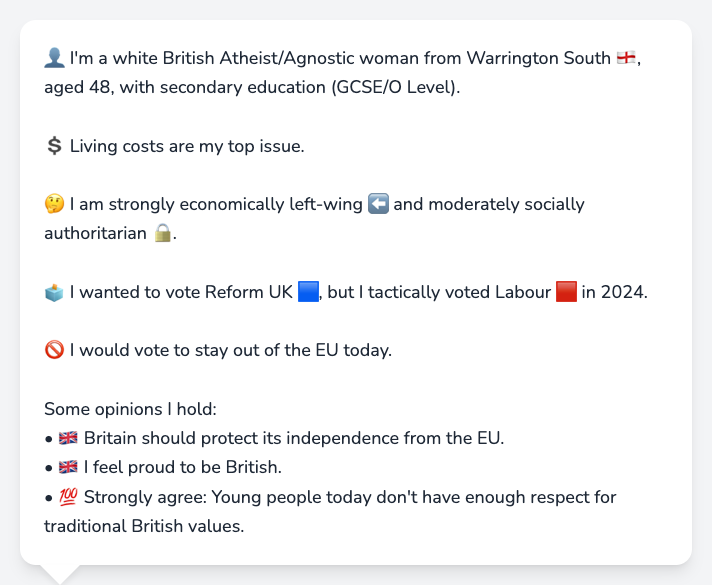 👤 I'm a white British Atheist/Agnostic woman from Warrington South 🏴󠁧󠁢󠁥󠁮󠁧󠁿,
aged 48, with secondary education (GCSE/O Level).
💲 Living costs are my top issue.
🤔 I am strongly economically left-wing ⬅️ and moderately socially
authoritarian 🔒.
🗳️ I wanted to vote Reform UK 🟦, but I tactically voted Labour 🟥 in 2024.
🚫 I would vote to stay out of the EU today.
Some opinions I hold:
• 🇬🇧 Britain should protect its independence from the EU.
• 🇬🇧 I feel proud to be British.
• 💯 Strongly agree: Young people today don't have enough respect for
traditional British values.